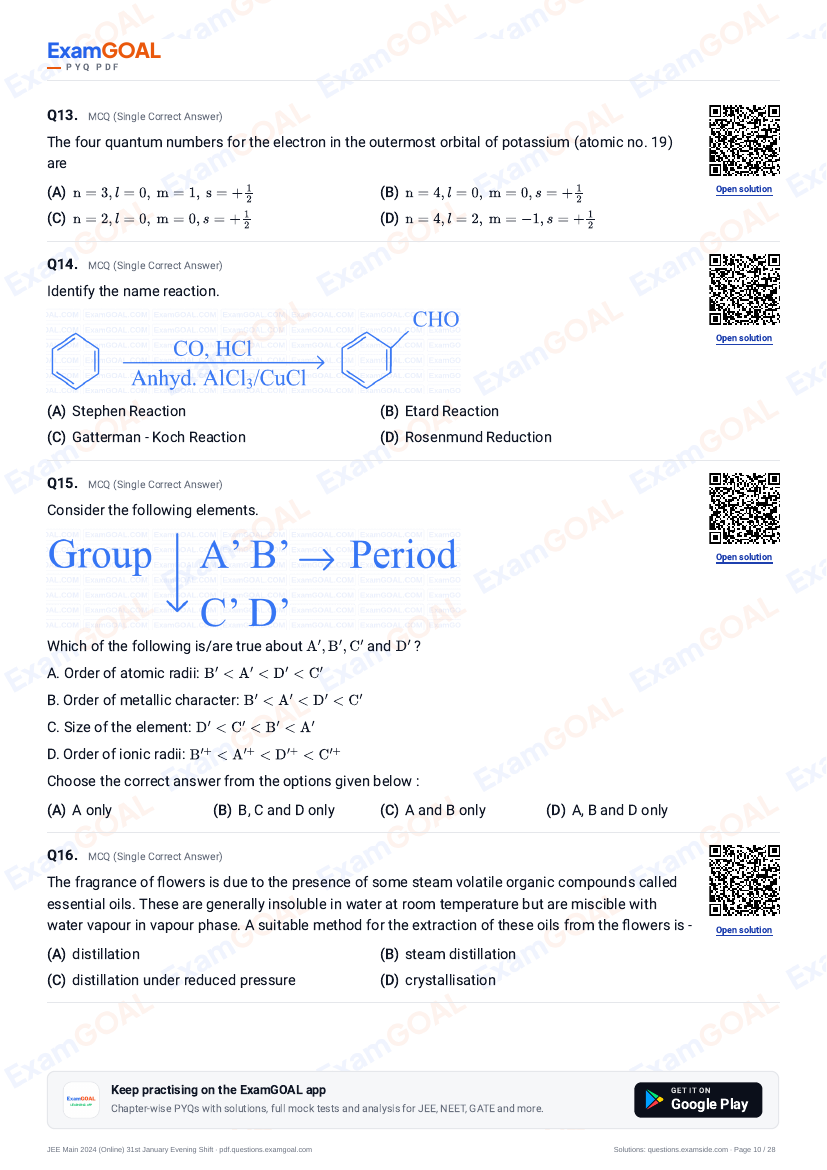 ExamGOAL
PYQ PDF
Q13. MCQ (Single Correct Answer)
The four quantum numbers for the electron in the outermost orbital of potassium (atomic no. 19)
are
(A) n = 3, l = 0, m = 1, s = +1/2
(B) n = 4, l = 0, m = 0, s = +1/2
(C) n = 2, l = 0, m = 0, s = +1/2
(D) n = 4, l = 2, m = −1, s = +1/2
Open solution
Q14. MCQ (Single Correct Answer)
Identify the name reaction.
CO, HCl
Anhyd. AlCl₃/CuCl
CHO
(A) Stephen Reaction
(B) Etard Reaction
(C) Gatterman - Koch Reaction
(D) Rosenmund Reduction
Open solution
Q15. MCQ (Single Correct Answer)
Consider the following elements.
Group ↓ A’ B’ → Period
C’ D’
Which of the following is/are true about A′, B′, C′ and D′ ?
A. Order of atomic radii: B′ < A′ < D′ < C′
B. Order of metallic character: B′ < A′ < D′ < C′
C. Size of the element: D′ < C′ < B′ < A′
D. Order of ionic radii: B′⁺ < A′⁺ < D′⁺ < C′⁺
Choose the correct answer from the options given below :
(A) A only
(B) B, C and D only
(C) A and B only
(D) A, B and D only
Open solution
Q16. MCQ (Single Correct Answer)
The fragrance of flowers is due to the presence of some steam volatile organic compounds called
essential oils. These are generally insoluble in water at room temperature but are miscible with
water vapour in vapour phase. A suitable method for the extraction of these oils from the flowers is -
(A) distillation
(B) steam distillation
(C) distillation under reduced pressure
(D) crystallisation
Open solution
Keep practising on the ExamGOAL app
Chapter-wise PYQs with solutions, full mock tests and analysis for JEE, NEET, GATE and more.
GET IT ON
Google Play
JEE Main 2024 (Online) 31st January Evening Shift · pdf.questions.examgoal.com
Solutions: questions.examside.com · Page 10 / 28